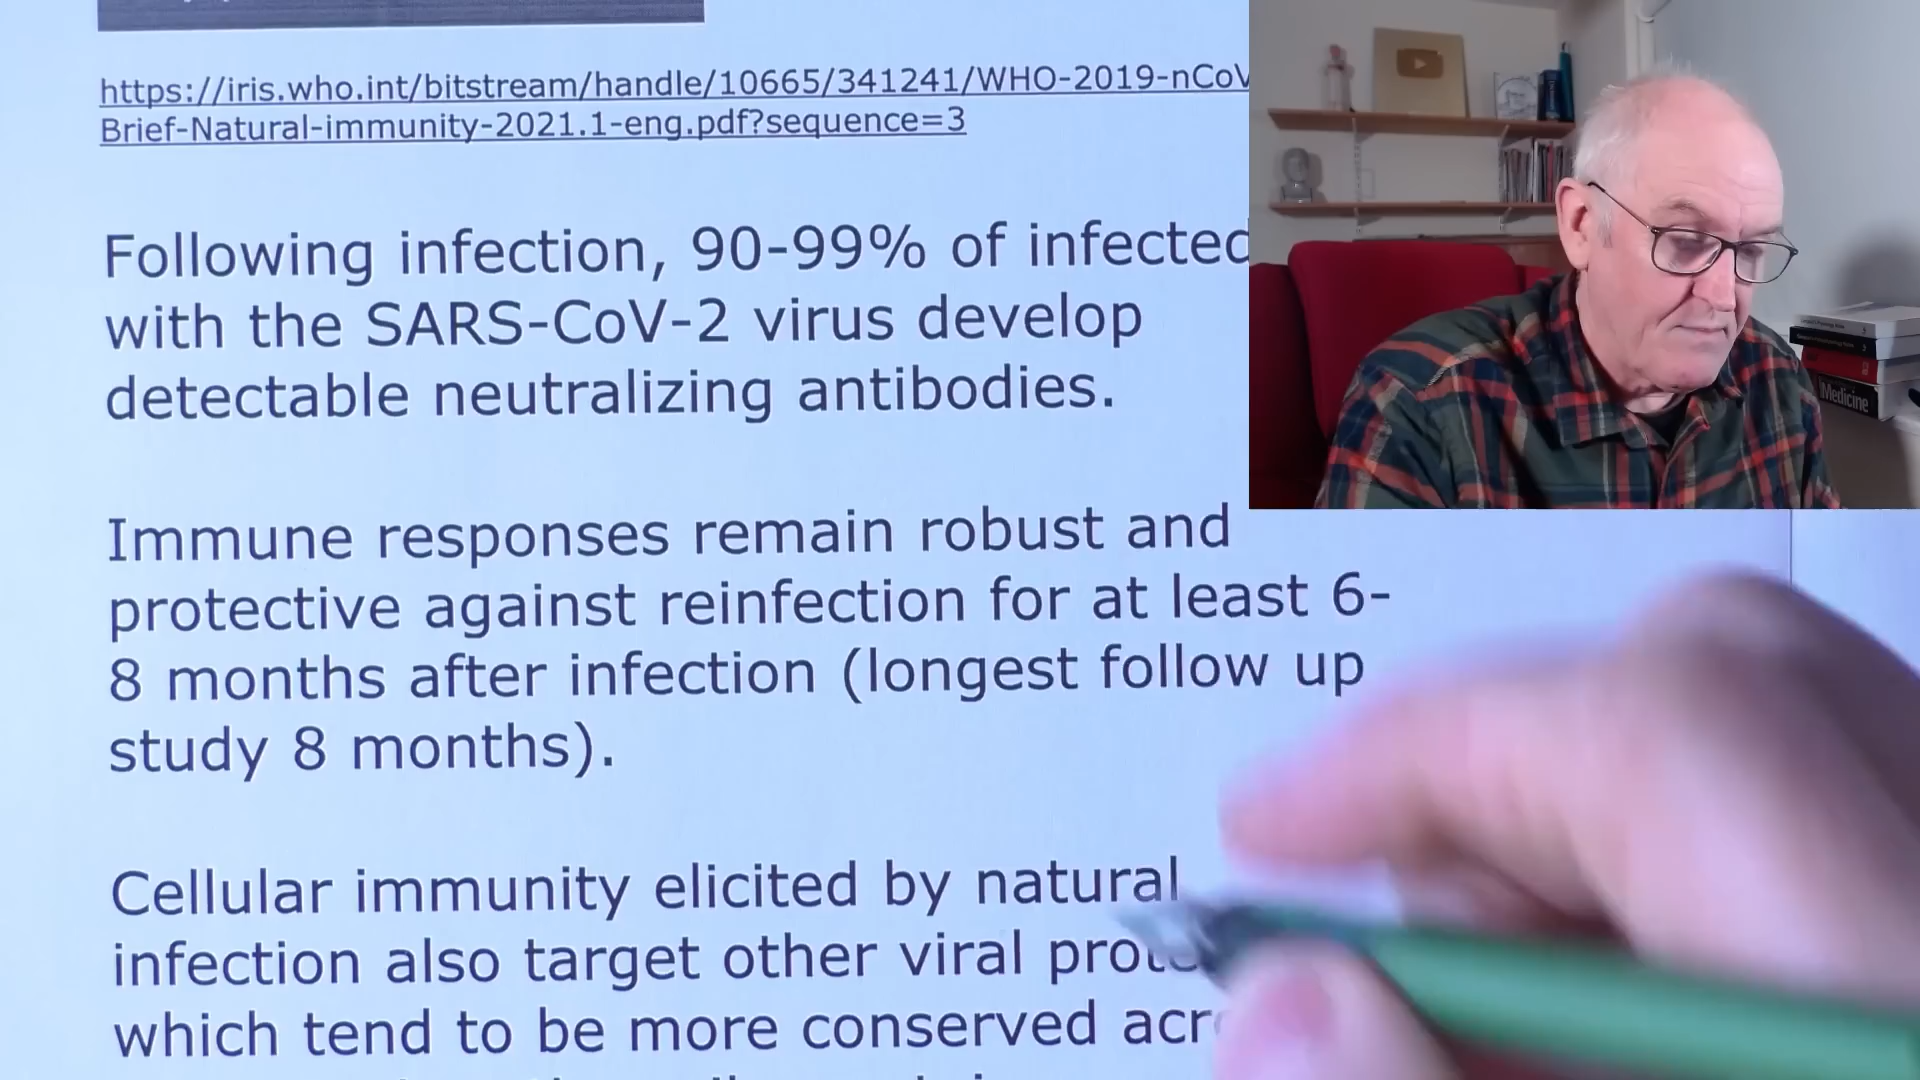 https://iris.who.int/bitstream/handle/10665/341241/WHO-2019-nCoV
Brief-Natural-immunity-2021.1-eng.pdf?sequence=3
Following infection, 90-99% of infected
with the SARS-CoV-2 virus develop
detectable neutralizing antibodies.
Immune responses remain robust and
protective against reinfection for at least 6-
8 months after infection (longest follow up
study 8 months).
Cellular immunity elicited by natural
infection also target other viral
which tend to be more conserved
Medicine